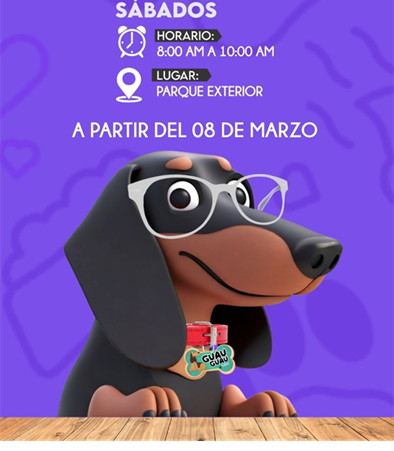 SÁBADOS
HORARIO:
8:00 AM A 10:00 AM
LUGAR:
PARQUE EXTERIOR
A PARTIR DEL 08 DE MARZO
GUAU
GUAU